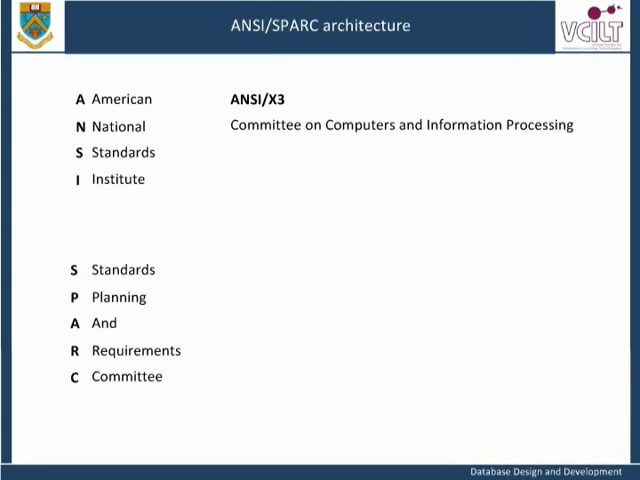 ANSI/SPARC architecture
VCILT
A American
N National
S Standards
I Institute
ANSI/X3
Committee on Computers and Information Processing
S Standards
P Planning
A And
R Requirements
C Committee
Database Design and Development